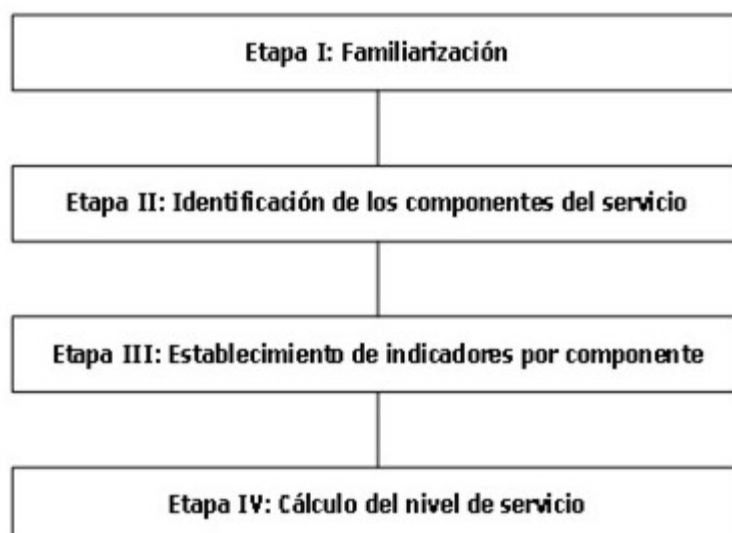 Etapa I: Familiarización
Etapa II: Identificación de los componentes del servicio
Etapa III: Establecimiento de indicadores por componente
Etapa IV: Cálculo del nivel de servicio